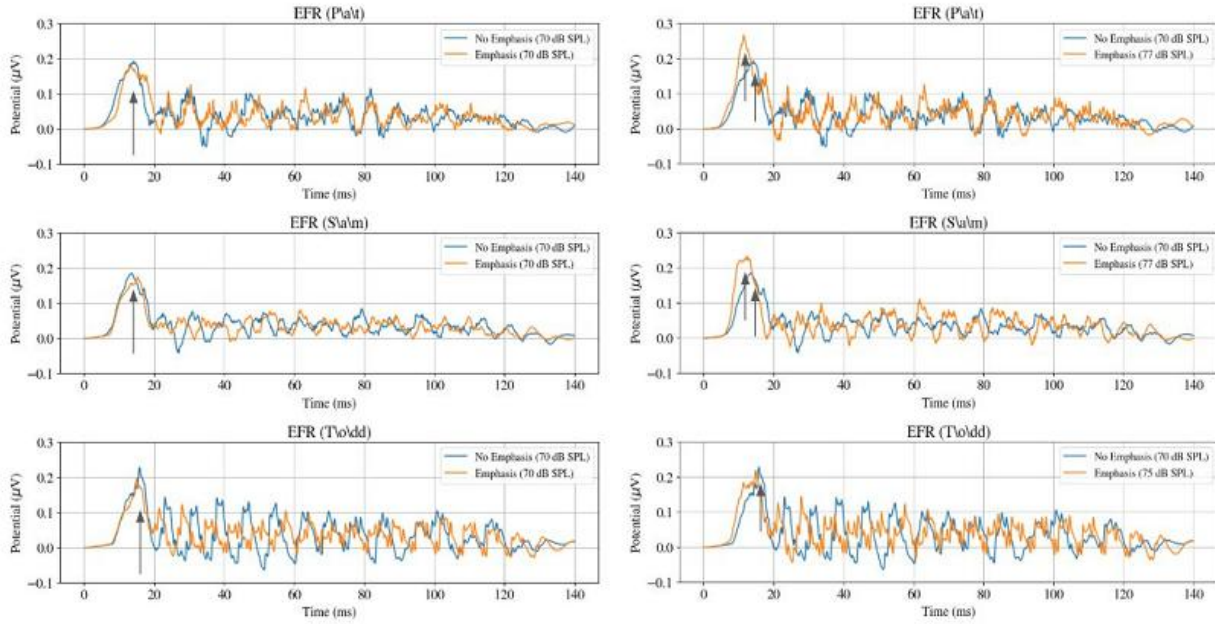 EFR (P\a\t)
0.3
0.2
0.1
0.0
−0.1
Potential (μV)
No Emphasis (70 dB SPL)
Emphasis (70 dB SPL)
0 20 40 60 80 100 120 140
Time (ms)
EFR (P\a\t)
0.3
0.2
0.1
0.0
−0.1
Potential (μV)
No Emphasis (70 dB SPL)
Emphasis (77 dB SPL)
0 20 40 60 80 100 120 140
Time (ms)
EFR (S\a\m)
0.3
0.2
0.1
0.0
−0.1
Potential (μV)
No Emphasis (70 dB SPL)
Emphasis (70 dB SPL)
0 20 40 60 80 100 120 140
Time (ms)
EFR (S\a\m)
0.3
0.2
0.1
0.0
−0.1
Potential (μV)
No Emphasis (70 dB SPL)
Emphasis (77 dB SPL)
0 20 40 60 80 100 120 140
Time (ms)
EFR (T\o\dd)
0.3
0.2
0.1
0.0
−0.1
Potential (μV)
No Emphasis (70 dB SPL)
Emphasis (70 dB SPL)
0 20 40 60 80 100 120 140
Time (ms)
EFR (T\o\dd)
0.3
0.2
0.1
0.0
−0.1
Potential (μV)
No Emphasis (70 dB SPL)
Emphasis (75 dB SPL)
0 20 40 60 80 100 120 140
Time (ms)